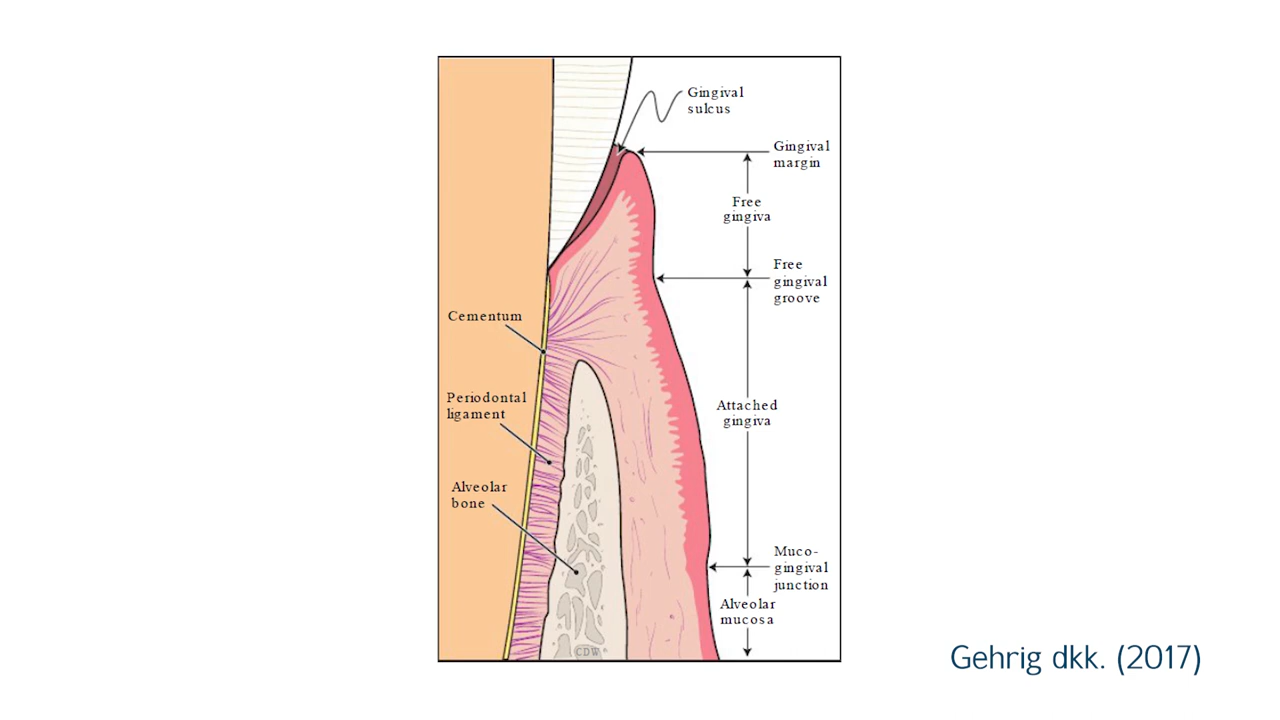 Gingival
sulcus
Gingival
margin
Free
gingiva
Free
gingival
groove
Cementum
Periodontal
ligament
Attached
gingiva
Alveolar
bone
Muco-
gingival
junction
Alveolar
mucosa
CDW
Gehrig dkk. (2017)